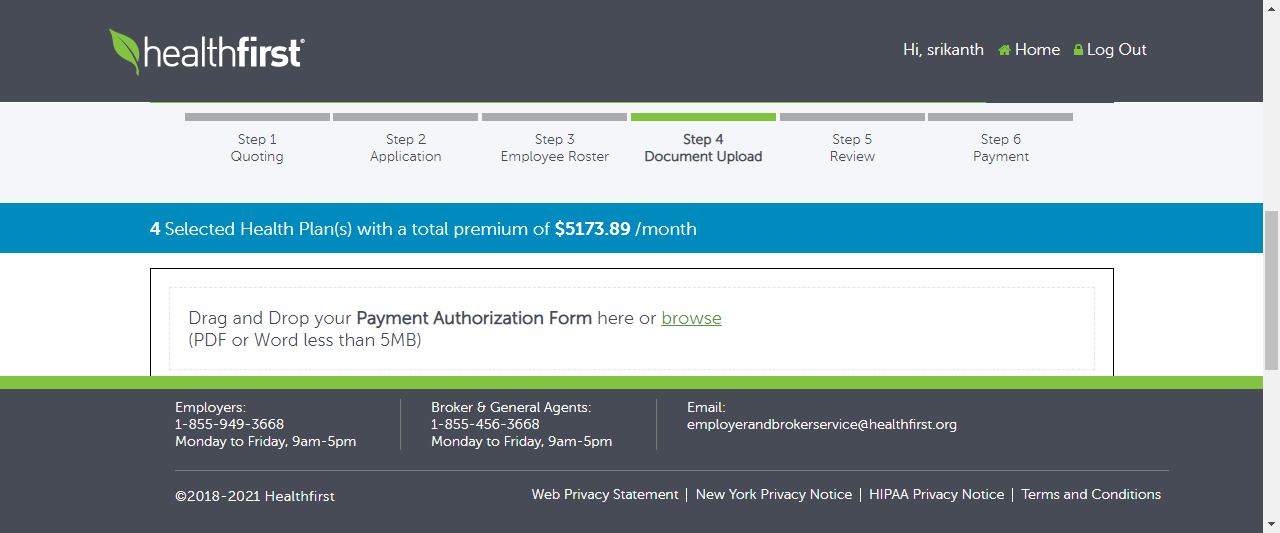 healthfirst®
Hi, srikanth Home Log Out
Step 1
Quoting
Step 2
Application
Step 3
Employee Roster
Step 4
Document Upload
Step 5
Review
Step 6
Payment
4 Selected Health Plan(s) with a total premium of $5173.89 /month
Drag and Drop your Payment Authorization Form here or browse
(PDF or Word less than 5MB)
Employers:
1-855-949-3668
Monday to Friday, 9am-5pm
Broker & General Agents:
1-855-456-3668
Monday to Friday, 9am-5pm
Email:
employerandbrokerservice@healthfirst.org
©2018-2021 Healthfirst
Web Privacy Statement | New York Privacy Notice | HIPAA Privacy Notice | Terms and Conditions